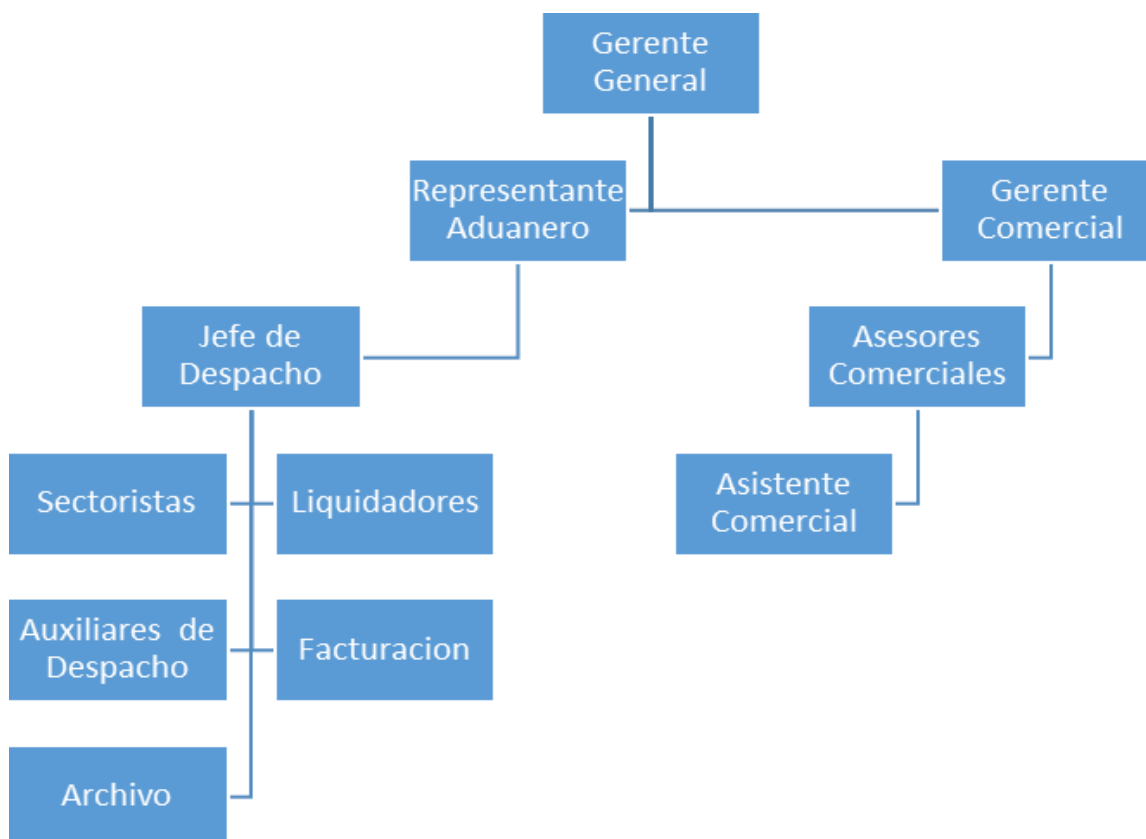 Gerente
General
Representante
Aduanero
Gerente
Comercial
Jefe de
Despacho
Asesores
Comerciales
Sectoristas
Liquidadores
Asistente
Comercial
Auxiliares de
Despacho
Facturacion
Archivo